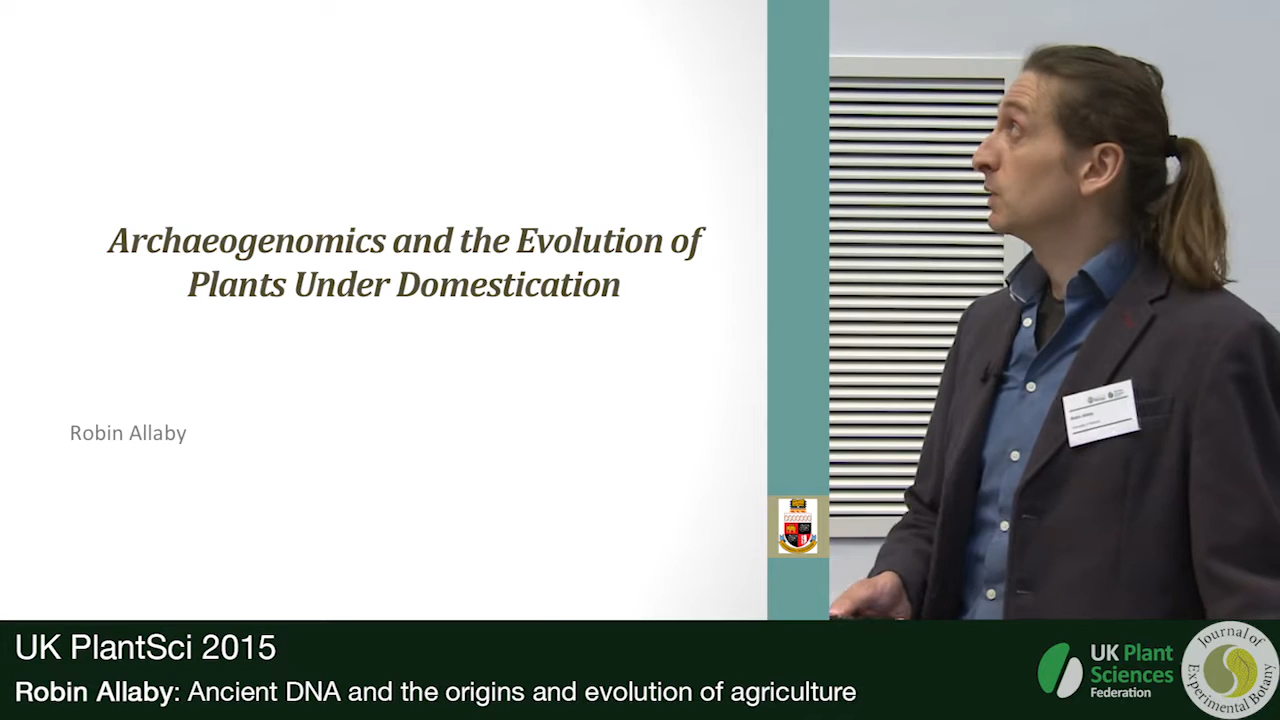 Archaeogenomics and the Evolution of
Plants Under Domestication
Robin Allaby
UK PlantSci 2015
Robin Allaby: Ancient DNA and the origins and evolution of agriculture
UK Plant
Sciences
Federation
Journal of
Experimental Botany